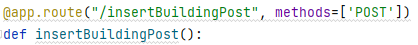 @app.route("/insertBuildingPost", methods=['POST'])
def insertBuildingPost():